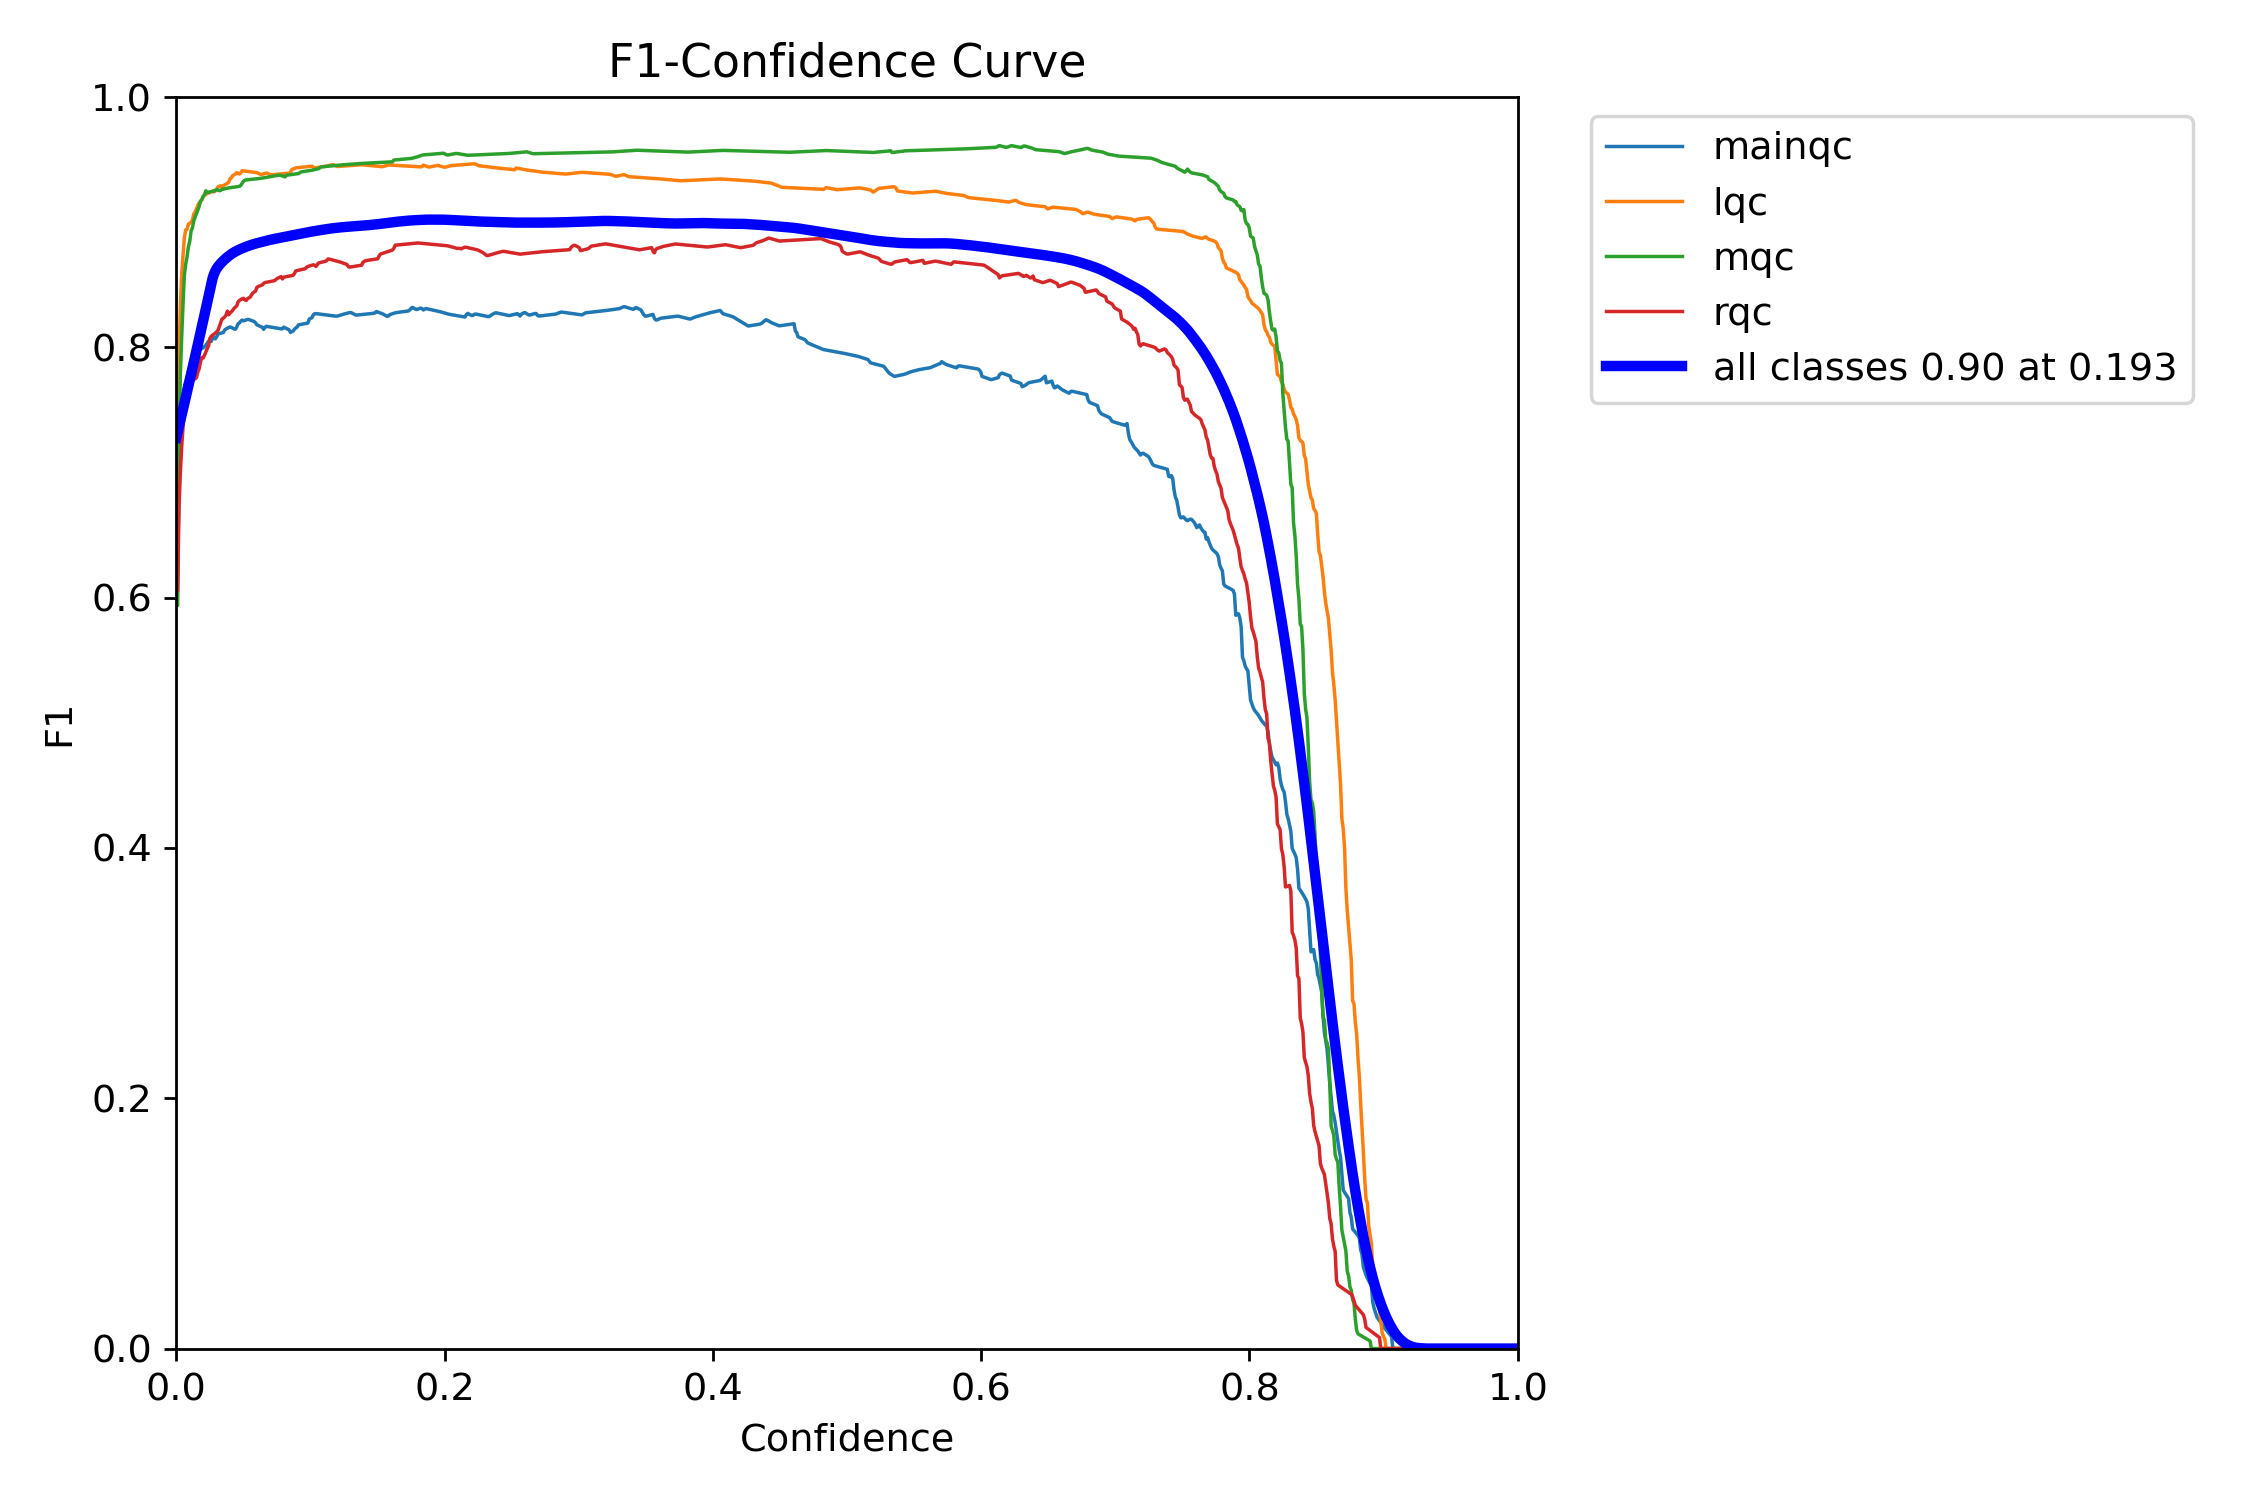 F1-Confidence Curve
1.0
0.8
0.6
0.4
0.2
0.0
F1
0.0 0.2 0.4 0.6 0.8 1.0
Confidence
mainqc
lqc
mqc
rqc
all classes 0.90 at 0.193